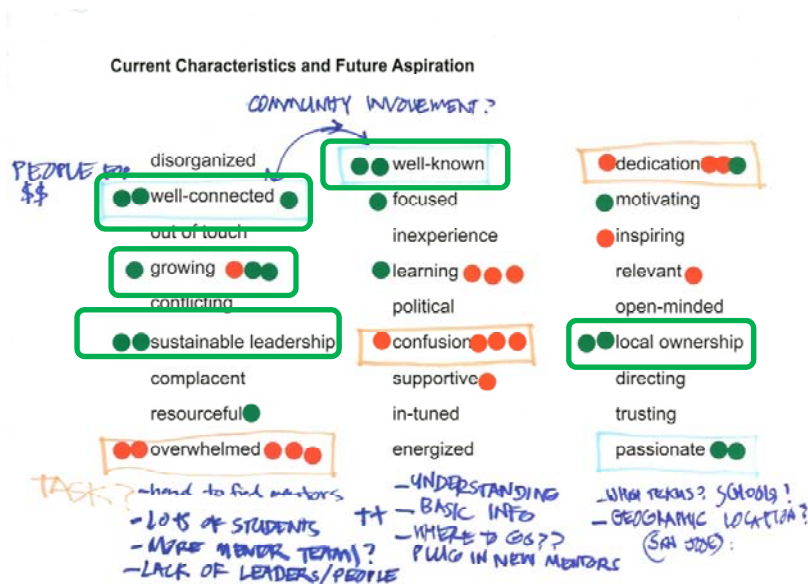 Current Characteristics and Future Aspiration
COMMUNITY INVOVEMENT?
PEOPLE
$$
disorganized
well-connected
out of touch
growing
conflicting
sustainable leadership
complacent
resourceful
overwhelmed
well-known
focused
inexperience
learning
political
confusion
supportive
in-tuned
energized
dedication
motivating
inspiring
relevant
open-minded
local ownership
directing
trusting
passionate
TASK?
- hand to find mentors
- LOTS OF STUDENTS
- MORE MENTOR TEAMS?
- LACK OF LEADERS/PEOPLE
- UNDERSTANDING
++ - BASIC INFO
- WHERE TO GO??
PLUG IN NEW MENTORS
- WHICH TEAMS? SCHOOLS?
- GEOGRAPHIC LOCATION?
(SAN JOSE)